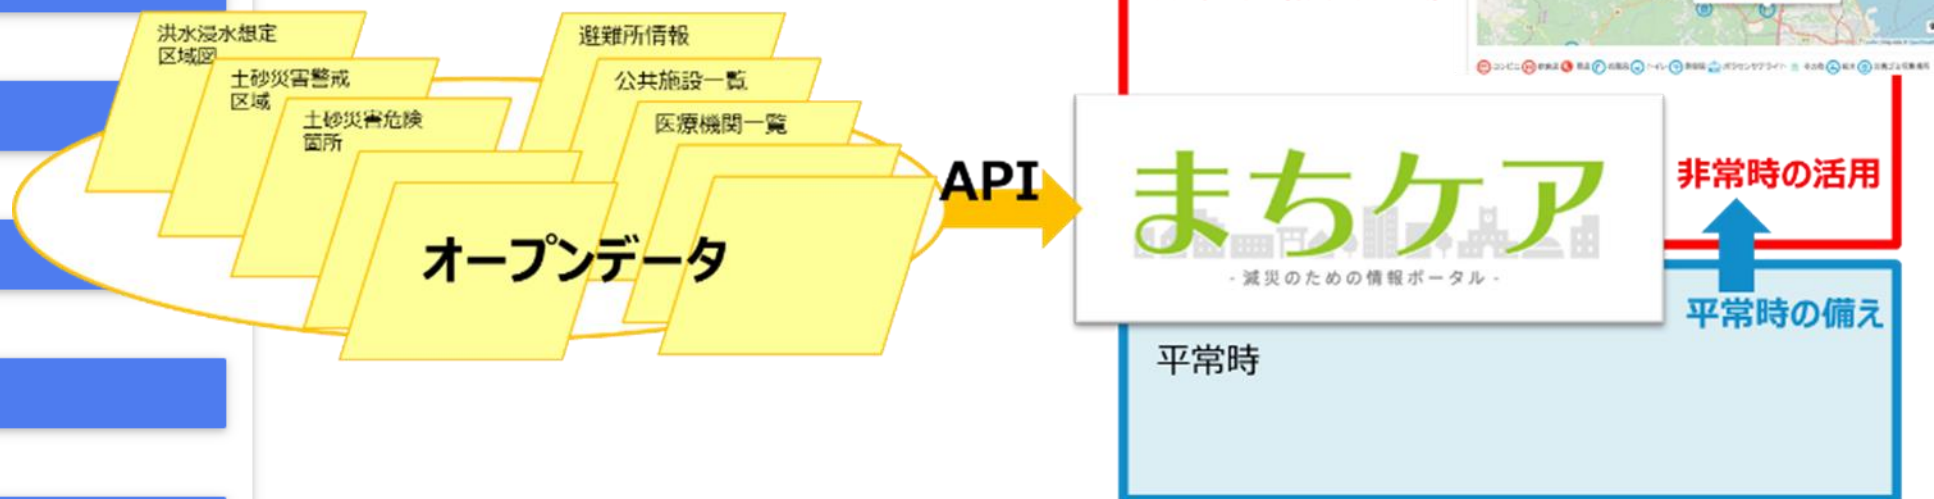 洪水浸水想定
区域図
土砂災害警戒
区域
土砂災害危険
箇所
避難所情報
公共施設一覧
医療機関一覧
オープンデータ
API
まちケア
- 減災のための情報ポータル -
非常時の活用
平常時の備え
平常時